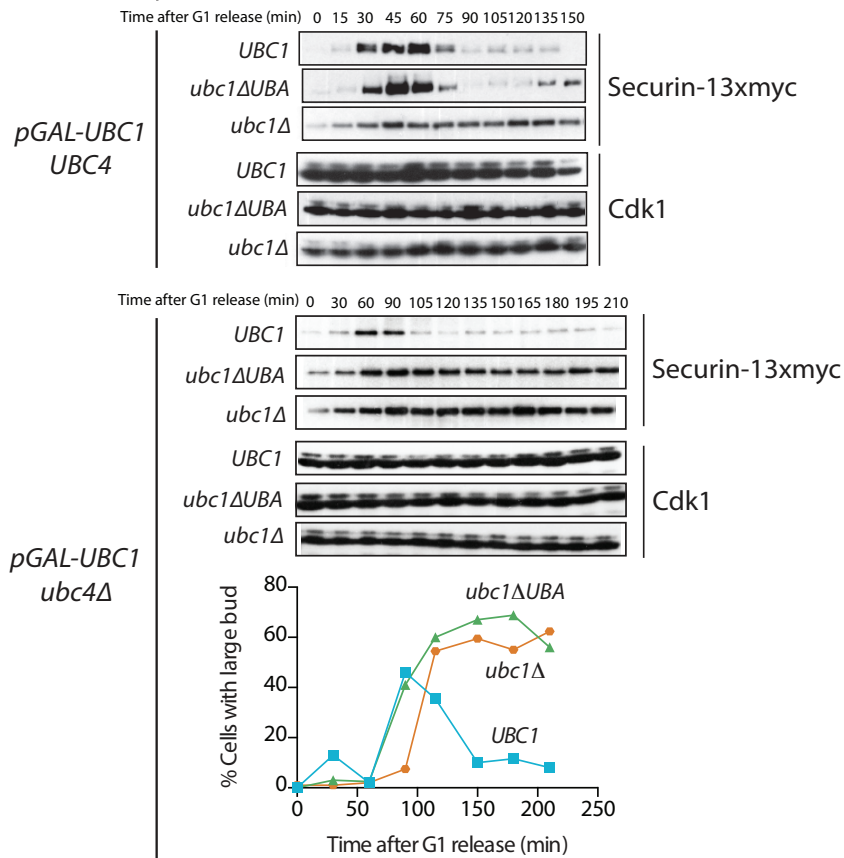 Time after G1 release (min) 0 15 30 45 60 75 90 105 120 135 150
UBC1
ubc1ΔUBA
ubc1Δ
Securin-13xmyc
pGAL-UBC1
UBC4
UBC1
ubc1ΔUBA
ubc1Δ
Cdk1
Time after G1 release (min) 0 30 60 90 105 120 135 150 165 180 195 210
UBC1
ubc1ΔUBA
ubc1Δ
Securin-13xmyc
UBC1
ubc1ΔUBA
ubc1Δ
Cdk1
pGAL-UBC1
ubc4Δ
% Cells with large bud
80
60
40
20
0
ubc1ΔUBA
ubc1Δ
UBC1
0 50 100 150 200 250
Time after G1 release (min)